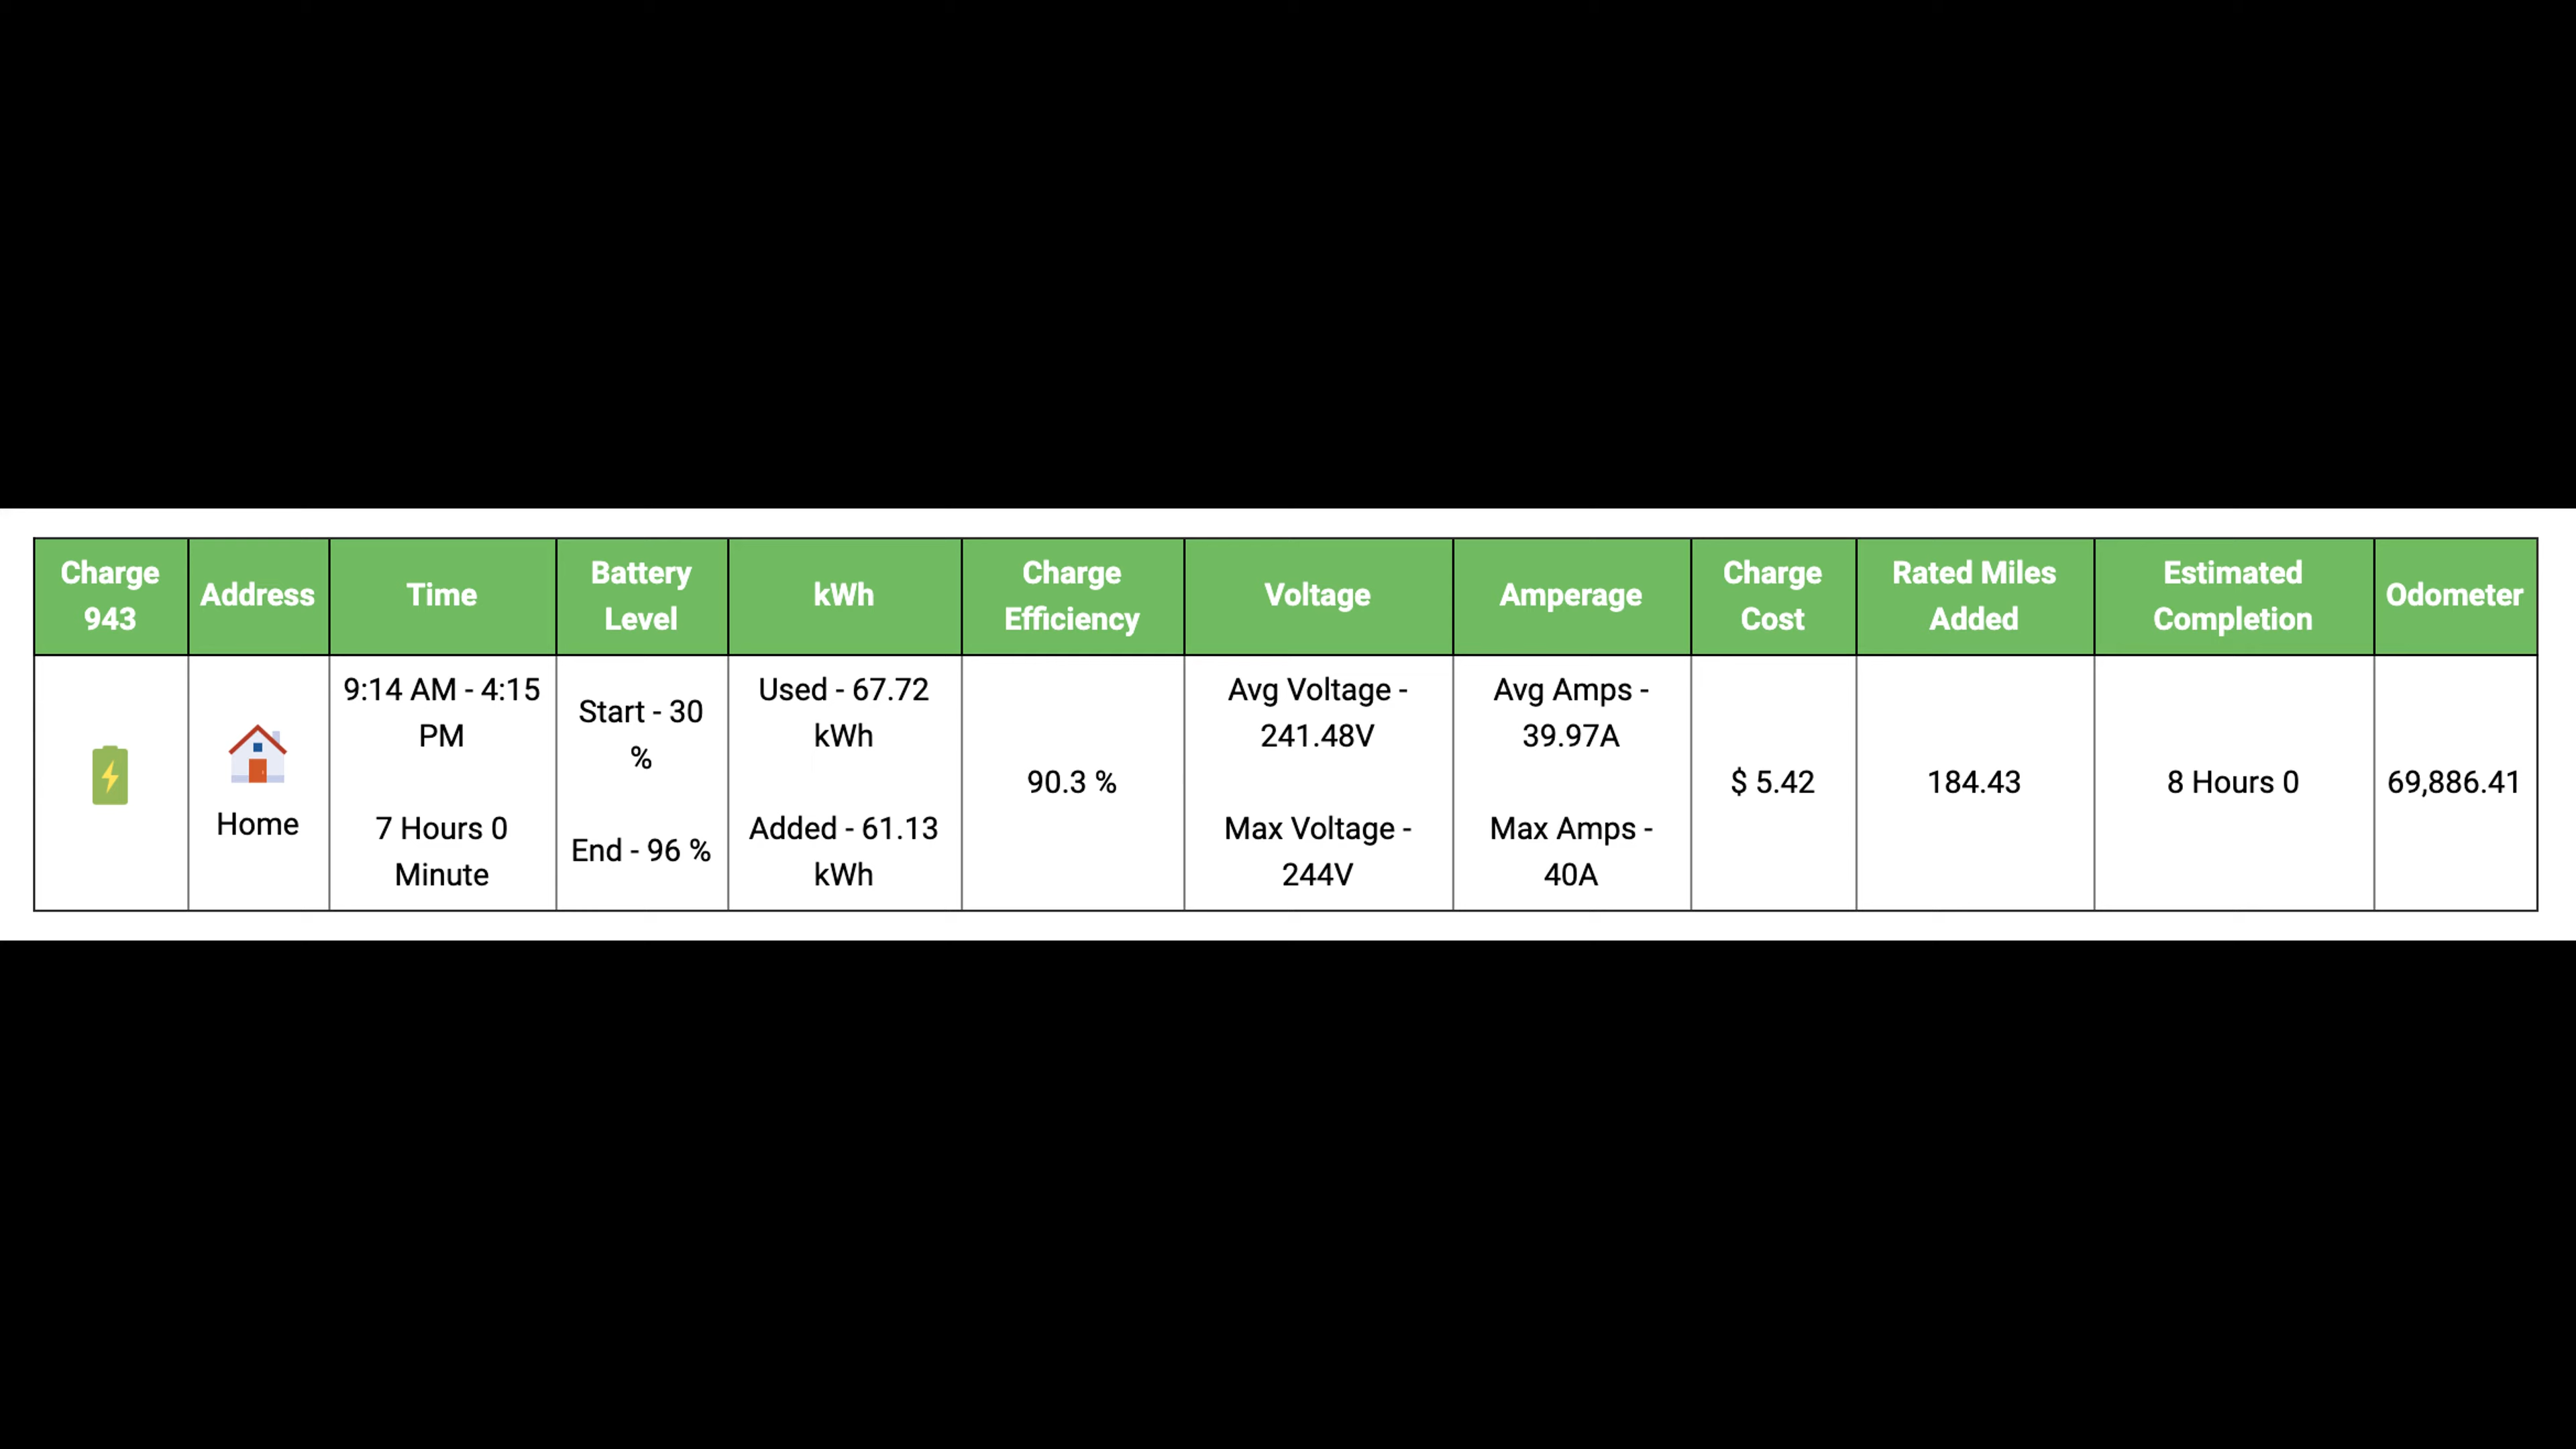 Charge
943
Address
Time
Battery
Level
kWh
Charge
Efficiency
Voltage
Amperage
Charge
Cost
Rated Miles
Added
Estimated
Completion
Odometer
Home
9:14 AM - 4:15
PM
7 Hours 0
Minute
Start - 30
%
End - 96 %
Used - 67.72
kWh
Added - 61.13
kWh
90.3 %
Avg Voltage -
241.48V
Max Voltage -
244V
Avg Amps -
39.97A
Max Amps -
40A
$ 5.42
184.43
8 Hours 0
69,886.41